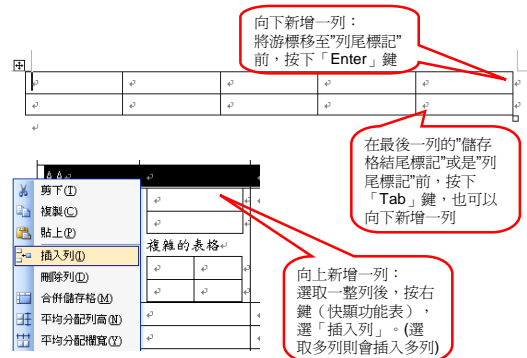 向下新增一列：
將游標移至"列尾標記"
前，按下「Enter」鍵
在最後一列的"儲存
格結尾標記"或是"列
尾標記"前，按下
「Tab」鍵，也可以
向下新增一列
剪下(T)
複製(C)
貼上(P)
插入列(I)
刪除列(D)
合併儲存格(M)
平均分配列高(N)
平均分配欄寬(Y)
複雜的表格
向上新增一列：
選取一整列後，按右
鍵（快顯功能表），
選「插入列」。(選
取多列則會插入多列)